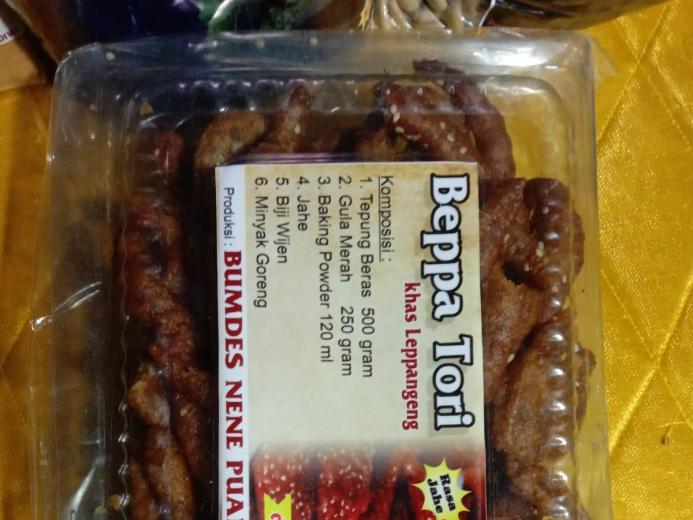 Beppa Tori
khas Leppangeng
Komposisi :
1. Tepung Beras 500 gram
2. Gula Merah 250 gram
3. Baking Powder 120 ml
4. Jahe
5. Biji Wijen
6. Minyak Goreng
Produksi : BUMDES NENE PUA
Rasa
Jahe